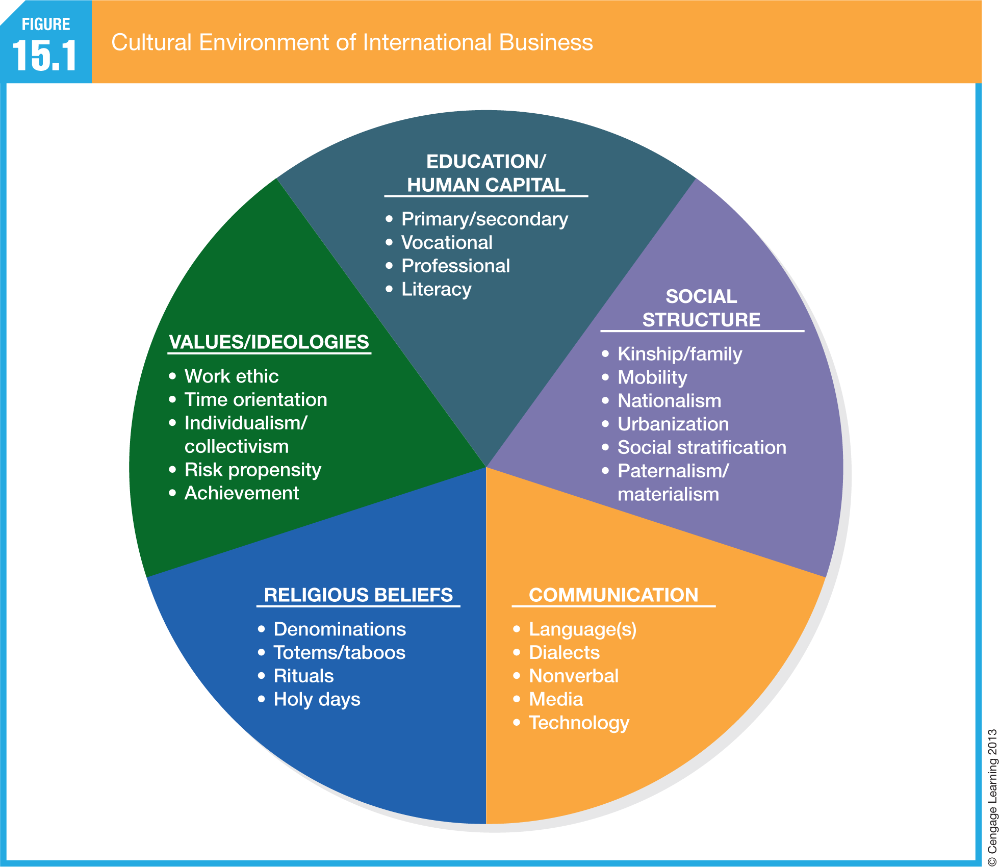 FIGURE
15.1
Cultural Environment of International Business
EDUCATION/
HUMAN CAPITAL
• Primary/secondary
• Vocational
• Professional
• Literacy
SOCIAL
STRUCTURE
• Kinship/family
• Mobility
• Nationalism
• Urbanization
• Social stratification
• Paternalism/
materialism
VALUES/IDEOLOGIES
• Work ethic
• Time orientation
• Individualism/
collectivism
• Risk propensity
• Achievement
RELIGIOUS BELIEFS
• Denominations
• Totems/taboos
• Rituals
• Holy days
COMMUNICATION
• Language(s)
• Dialects
• Nonverbal
• Media
• Technology
© Cengage Learning 2013